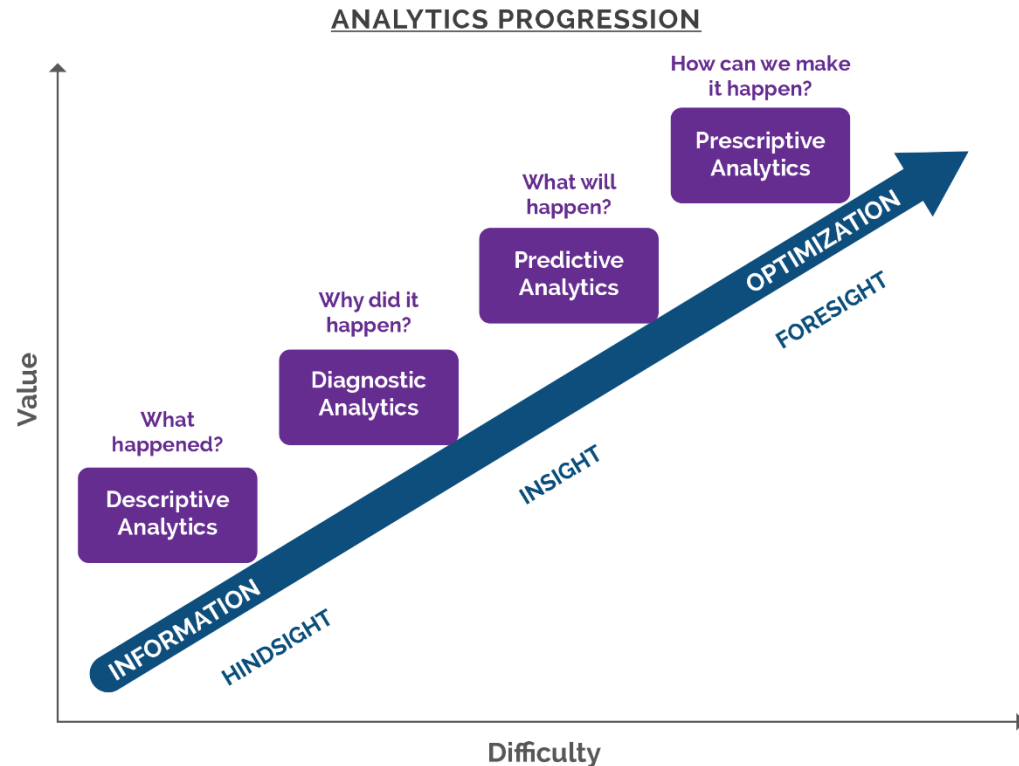 ANALYTICS PROGRESSION
How can we make
it happen?
Prescriptive
Analytics
What will
happen?
Predictive
Analytics
Why did it
happen?
Diagnostic
Analytics
What
happened?
Descriptive
Analytics
INFORMATION
OPTIMIZATION
HINDSIGHT
INSIGHT
FORESIGHT
Value
Difficulty